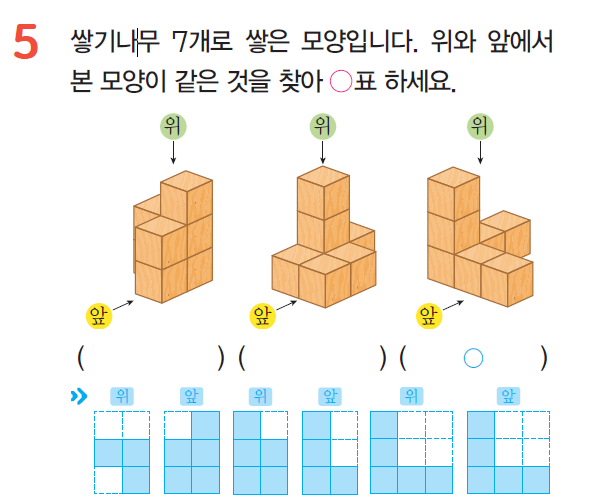 5 쌓기나무 7개로 쌓은 모양입니다. 위와 앞에서
본 모양이 같은 것을 찾아 ○표 하세요.
위 위 위
앞 앞 앞
( ) ( ) ( ○ )
» 위 앞 위 앞 위 앞